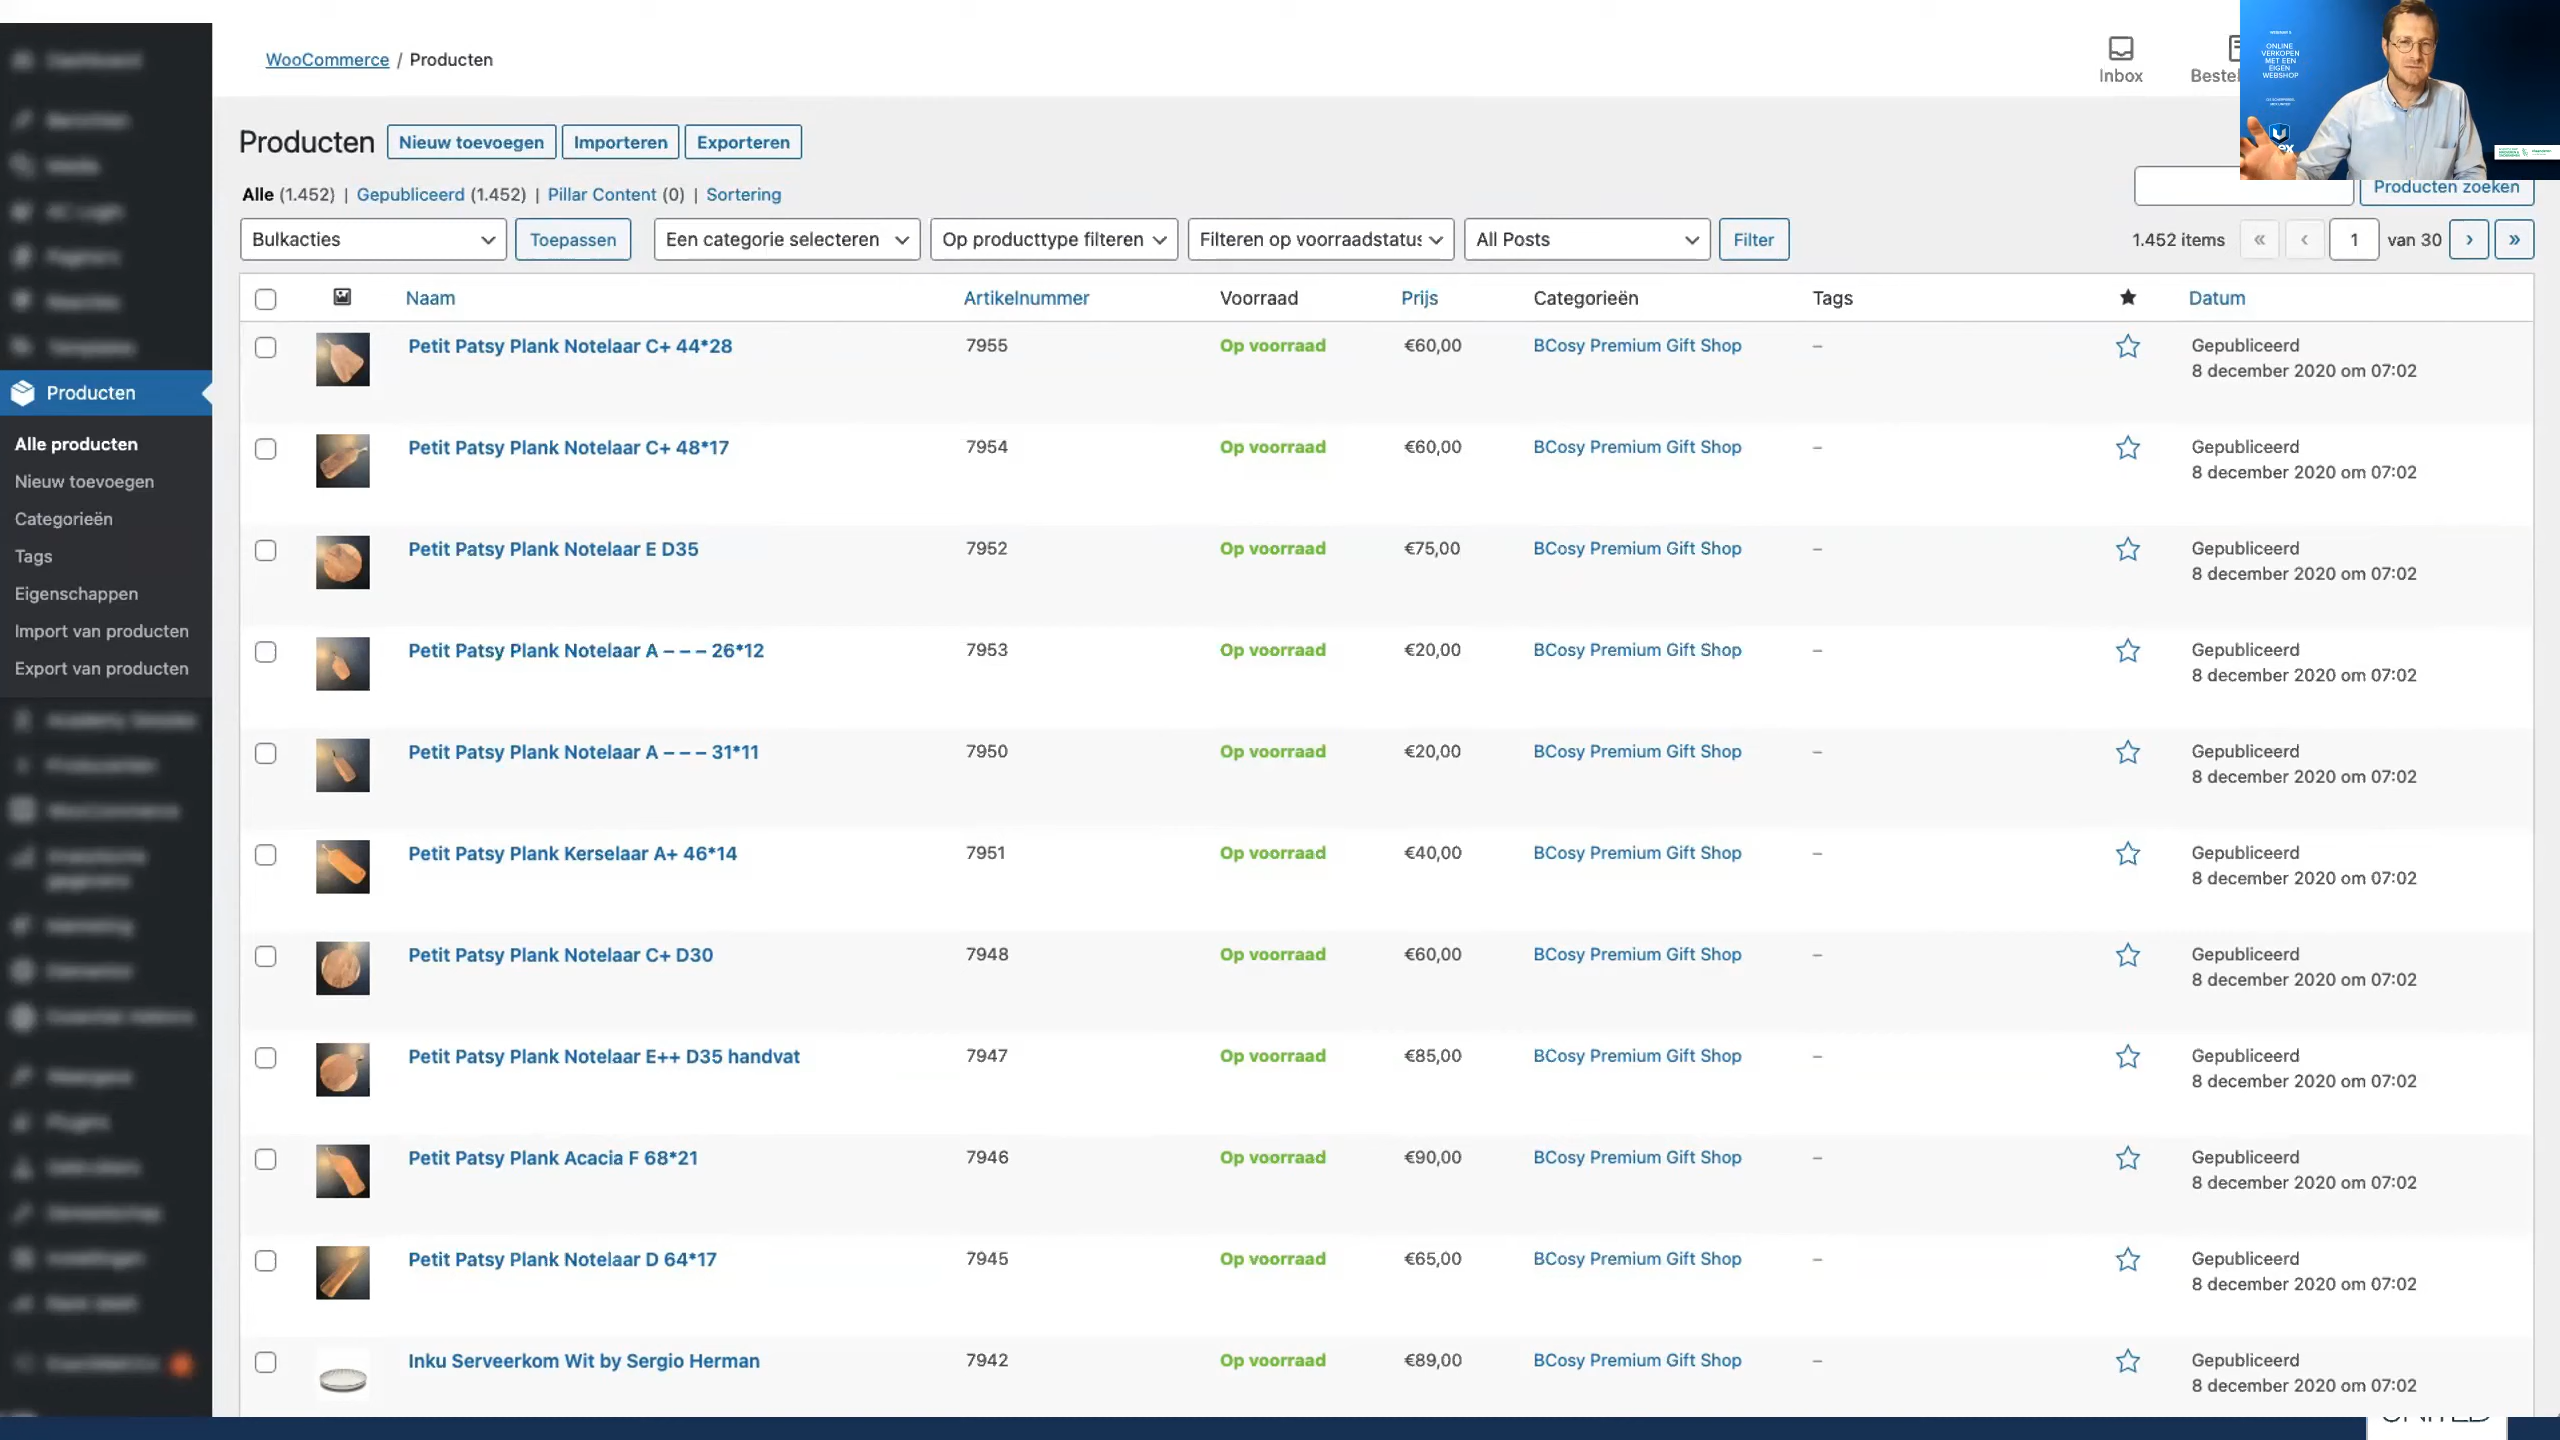 WooCommerce / Producten
Inbox
Bestel
ONLINE
VERKOPEN
MET EEN
EIGEN
WEBSHOP
Producten Nieuw toevoegen Importeren Exporteren
Alle (1.452) | Gepubliceerd (1.452) | Pillar Content (0) | Sortering
Producten zoeken
Bulkacties Toepassen Een categorie selecteren Op producttype filteren Filteren op voorraadstatus All Posts Filter 1.452 items « ‹ 1 van 30 › »
Naam Artikelnummer Voorraad Prijs Categorieën Tags Datum
Petit Patsy Plank Notelaar C+ 44*28 7955 Op voorraad €60,00 BCosy Premium Gift Shop – Gepubliceerd
8 december 2020 om 07:02
Petit Patsy Plank Notelaar C+ 48*17 7954 Op voorraad €60,00 BCosy Premium Gift Shop – Gepubliceerd
8 december 2020 om 07:02
Petit Patsy Plank Notelaar E D35 7952 Op voorraad €75,00 BCosy Premium Gift Shop – Gepubliceerd
8 december 2020 om 07:02
Petit Patsy Plank Notelaar A – – – 26*12 7953 Op voorraad €20,00 BCosy Premium Gift Shop – Gepubliceerd
8 december 2020 om 07:02
Petit Patsy Plank Notelaar A – – – 31*11 7950 Op voorraad €20,00 BCosy Premium Gift Shop – Gepubliceerd
8 december 2020 om 07:02
Petit Patsy Plank Kerselaar A+ 46*14 7951 Op voorraad €40,00 BCosy Premium Gift Shop – Gepubliceerd
8 december 2020 om 07:02
Petit Patsy Plank Notelaar C+ D30 7948 Op voorraad €60,00 BCosy Premium Gift Shop – Gepubliceerd
8 december 2020 om 07:02
Petit Patsy Plank Notelaar E++ D35 handvat 7947 Op voorraad €85,00 BCosy Premium Gift Shop – Gepubliceerd
8 december 2020 om 07:02
Petit Patsy Plank Acacia F 68*21 7946 Op voorraad €90,00 BCosy Premium Gift Shop – Gepubliceerd
8 december 2020 om 07:02
Petit Patsy Plank Notelaar D 64*17 7945 Op voorraad €65,00 BCosy Premium Gift Shop – Gepubliceerd
8 december 2020 om 07:02
Inku Serveerkom Wit by Sergio Herman 7942 Op voorraad €89,00 BCosy Premium Gift Shop – Gepubliceerd
8 december 2020 om 07:02
Producten
Alle producten
Nieuw toevoegen
Categorieën
Tags
Eigenschappen
Import van producten
Export van producten